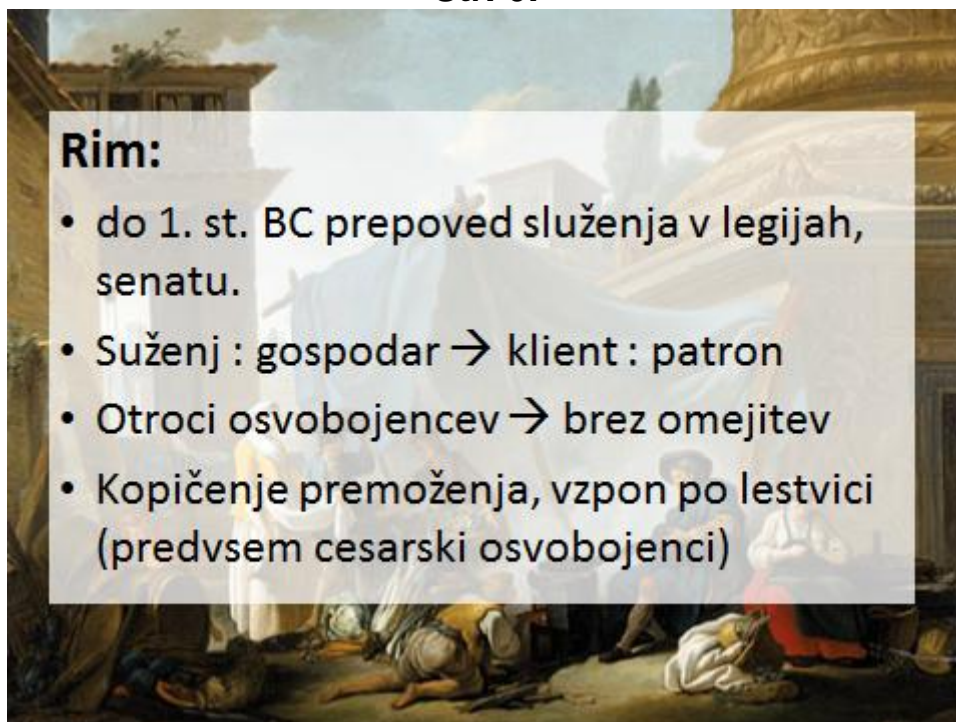 Rim:
• do 1. st. BC prepoved služenja v legijah,
senatu.
• Suženj : gospodar → klient : patron
• Otroci osvobojencev → brez omejitev
• Kopičenje premoženja, vzpon po lestvici
(predvsem cesarski osvobojenci)